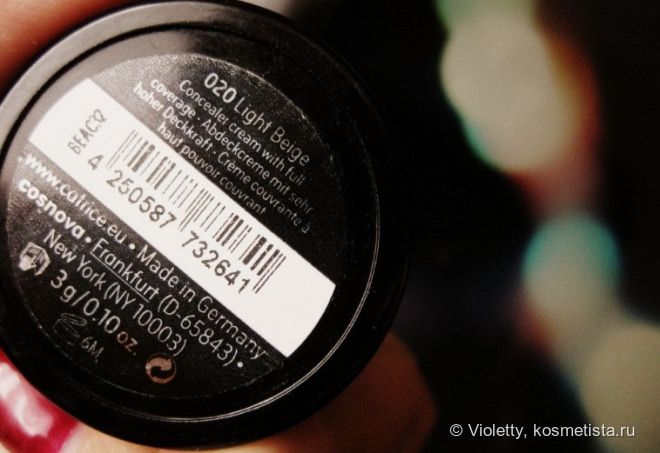 020 Light Beige
Concealer cream with full
coverage · Abdeckcreme mit sehr
hoher Deckkraft · Crème couvrante à
haut pouvoir couvrant
4 250587 732641
www.catrice.eu · Made in Germany
cosnova · Frankfurt (D-65843) ·
New York (NY 10003)
3 g/0.10 oz.
6M
© Violetty, kosmetista.ru